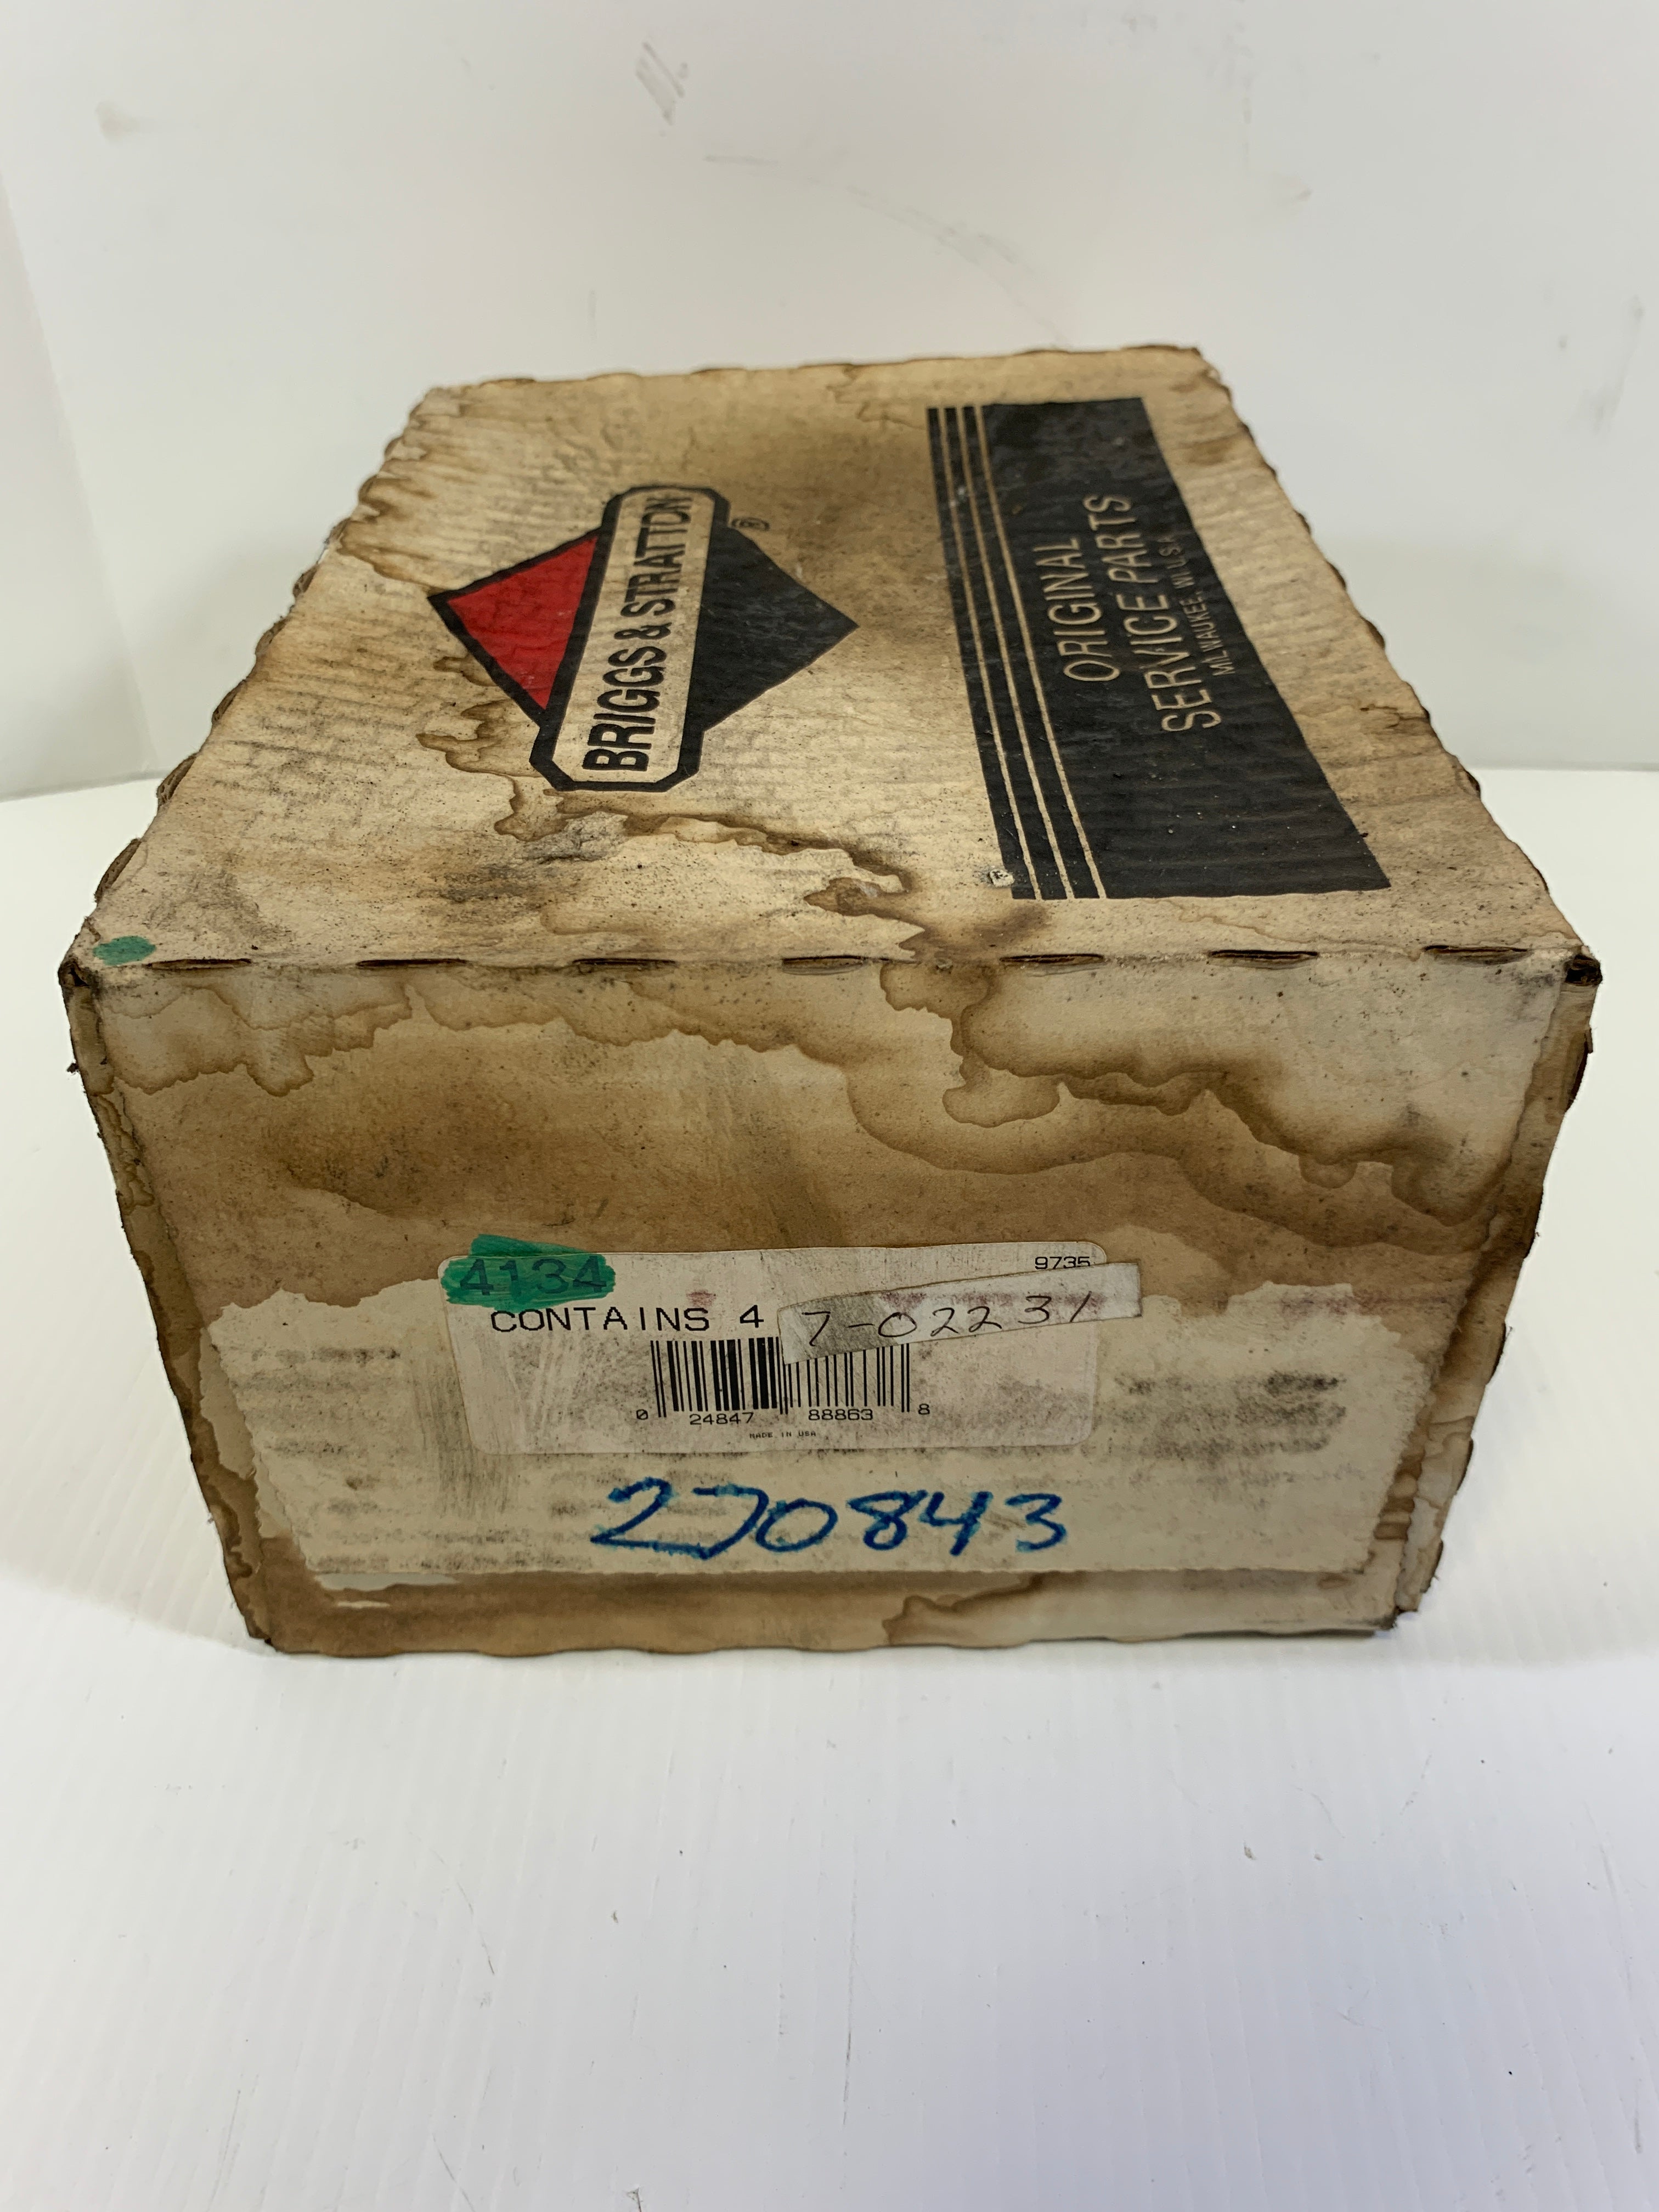 BRIGGS & STRATTON
®
ORIGINAL
SERVICE PARTS
MILWAUKEE, WI U.S.A.
4134
9735
CONTAINS 4
7-02231
0 24847 88863 8
MADE IN USA
270843